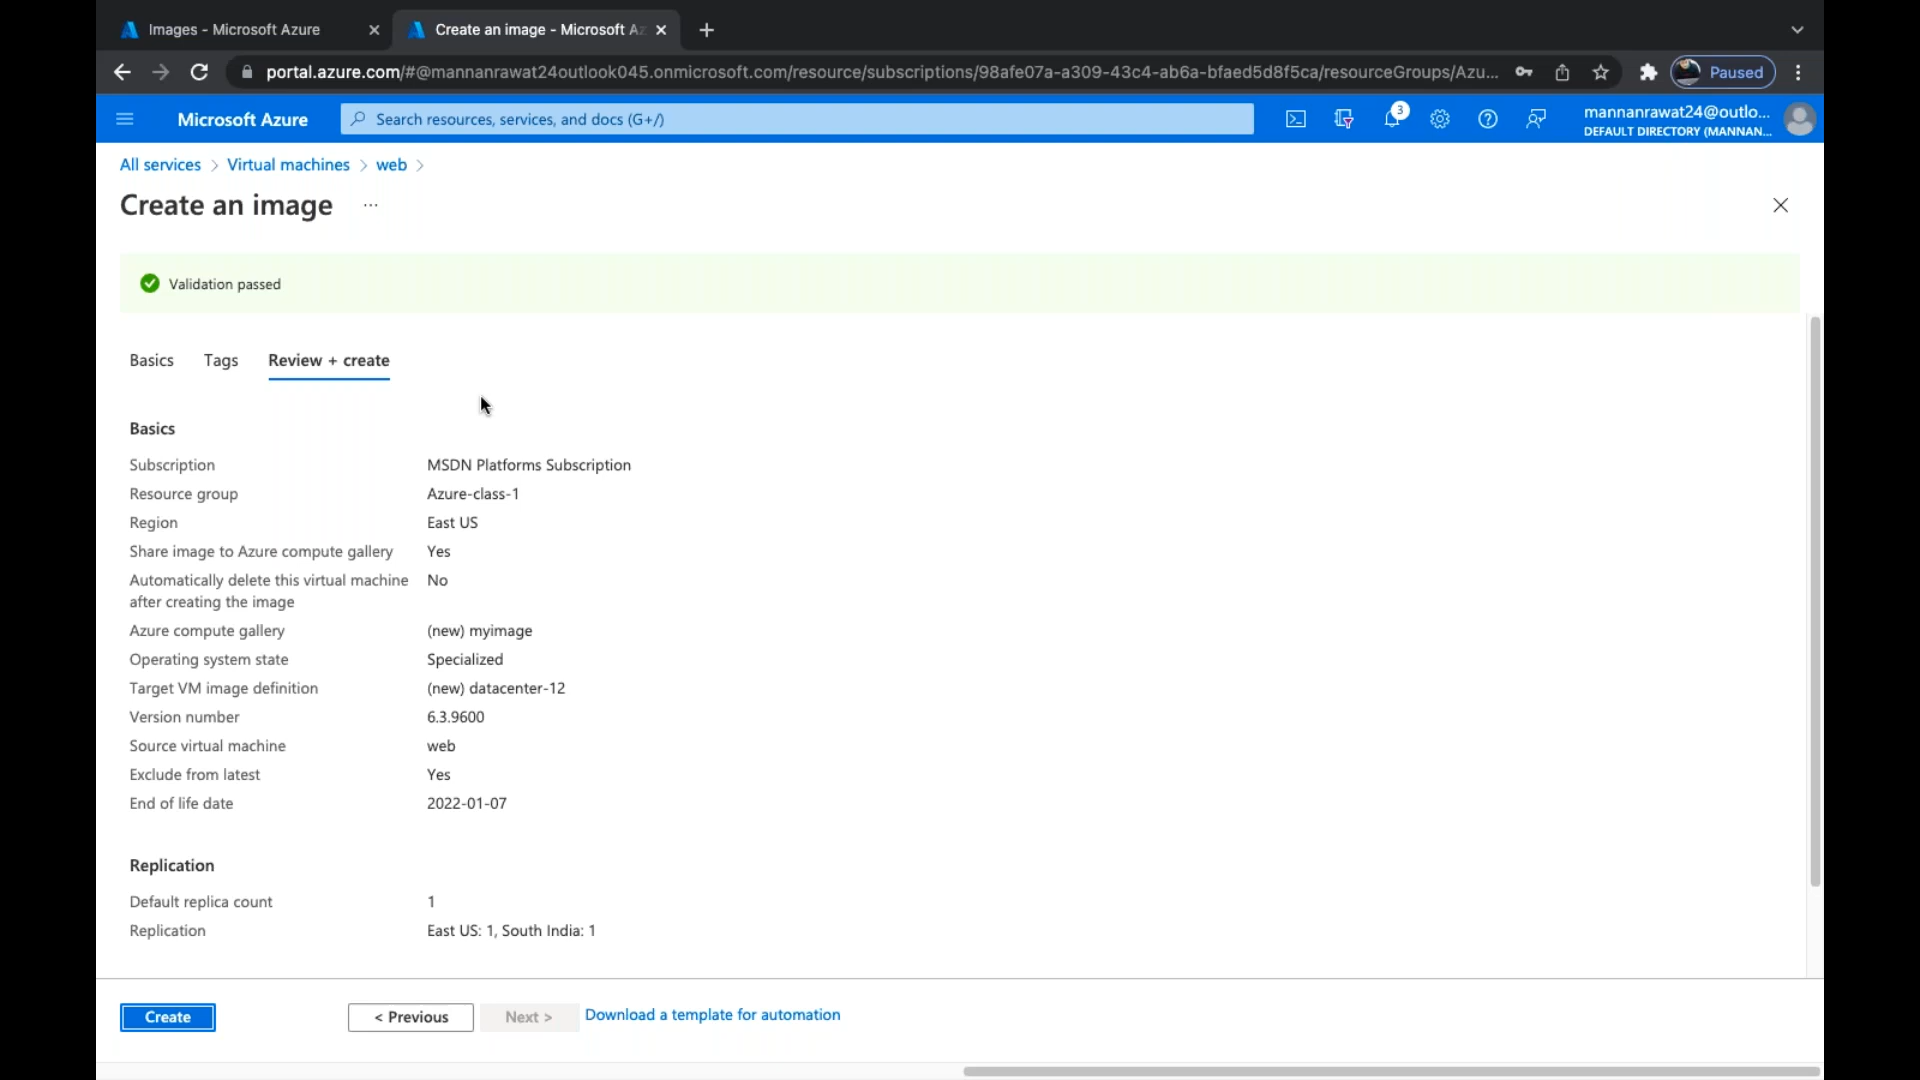 Images - Microsoft Azure
Create an image - Microsoft Az
portal.azure.com/#@mannanrawat24outlook045.onmicrosoft.com/resource/subscriptions/98afe07a-a309-43c4-ab6a-bfaed5d8f5ca/resourceGroups/Azu...
Paused
Microsoft Azure
Search resources, services, and docs (G+/)
3
mannanrawat24@outlo...
DEFAULT DIRECTORY (MANNAN...
All services > Virtual machines > web >
Create an image ...
Validation passed
Basics Tags Review + create
Basics
Subscription MSDN Platforms Subscription
Resource group Azure-class-1
Region East US
Share image to Azure compute gallery Yes
Automatically delete this virtual machine No
after creating the image
Azure compute gallery (new) myimage
Operating system state Specialized
Target VM image definition (new) datacenter-12
Version number 6.3.9600
Source virtual machine web
Exclude from latest Yes
End of life date 2022-01-07
Replication
Default replica count 1
Replication East US: 1, South India: 1
Create < Previous Next > Download a template for automation